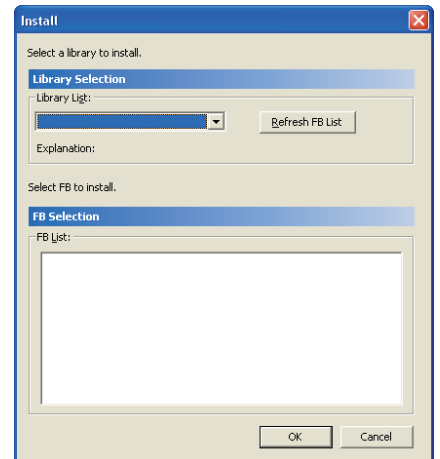 Install
Select a library to install.
Library Selection
Library List:
Refresh FB List
Explanation:
Select FB to install.
FB Selection
FB List:
OK Cancel